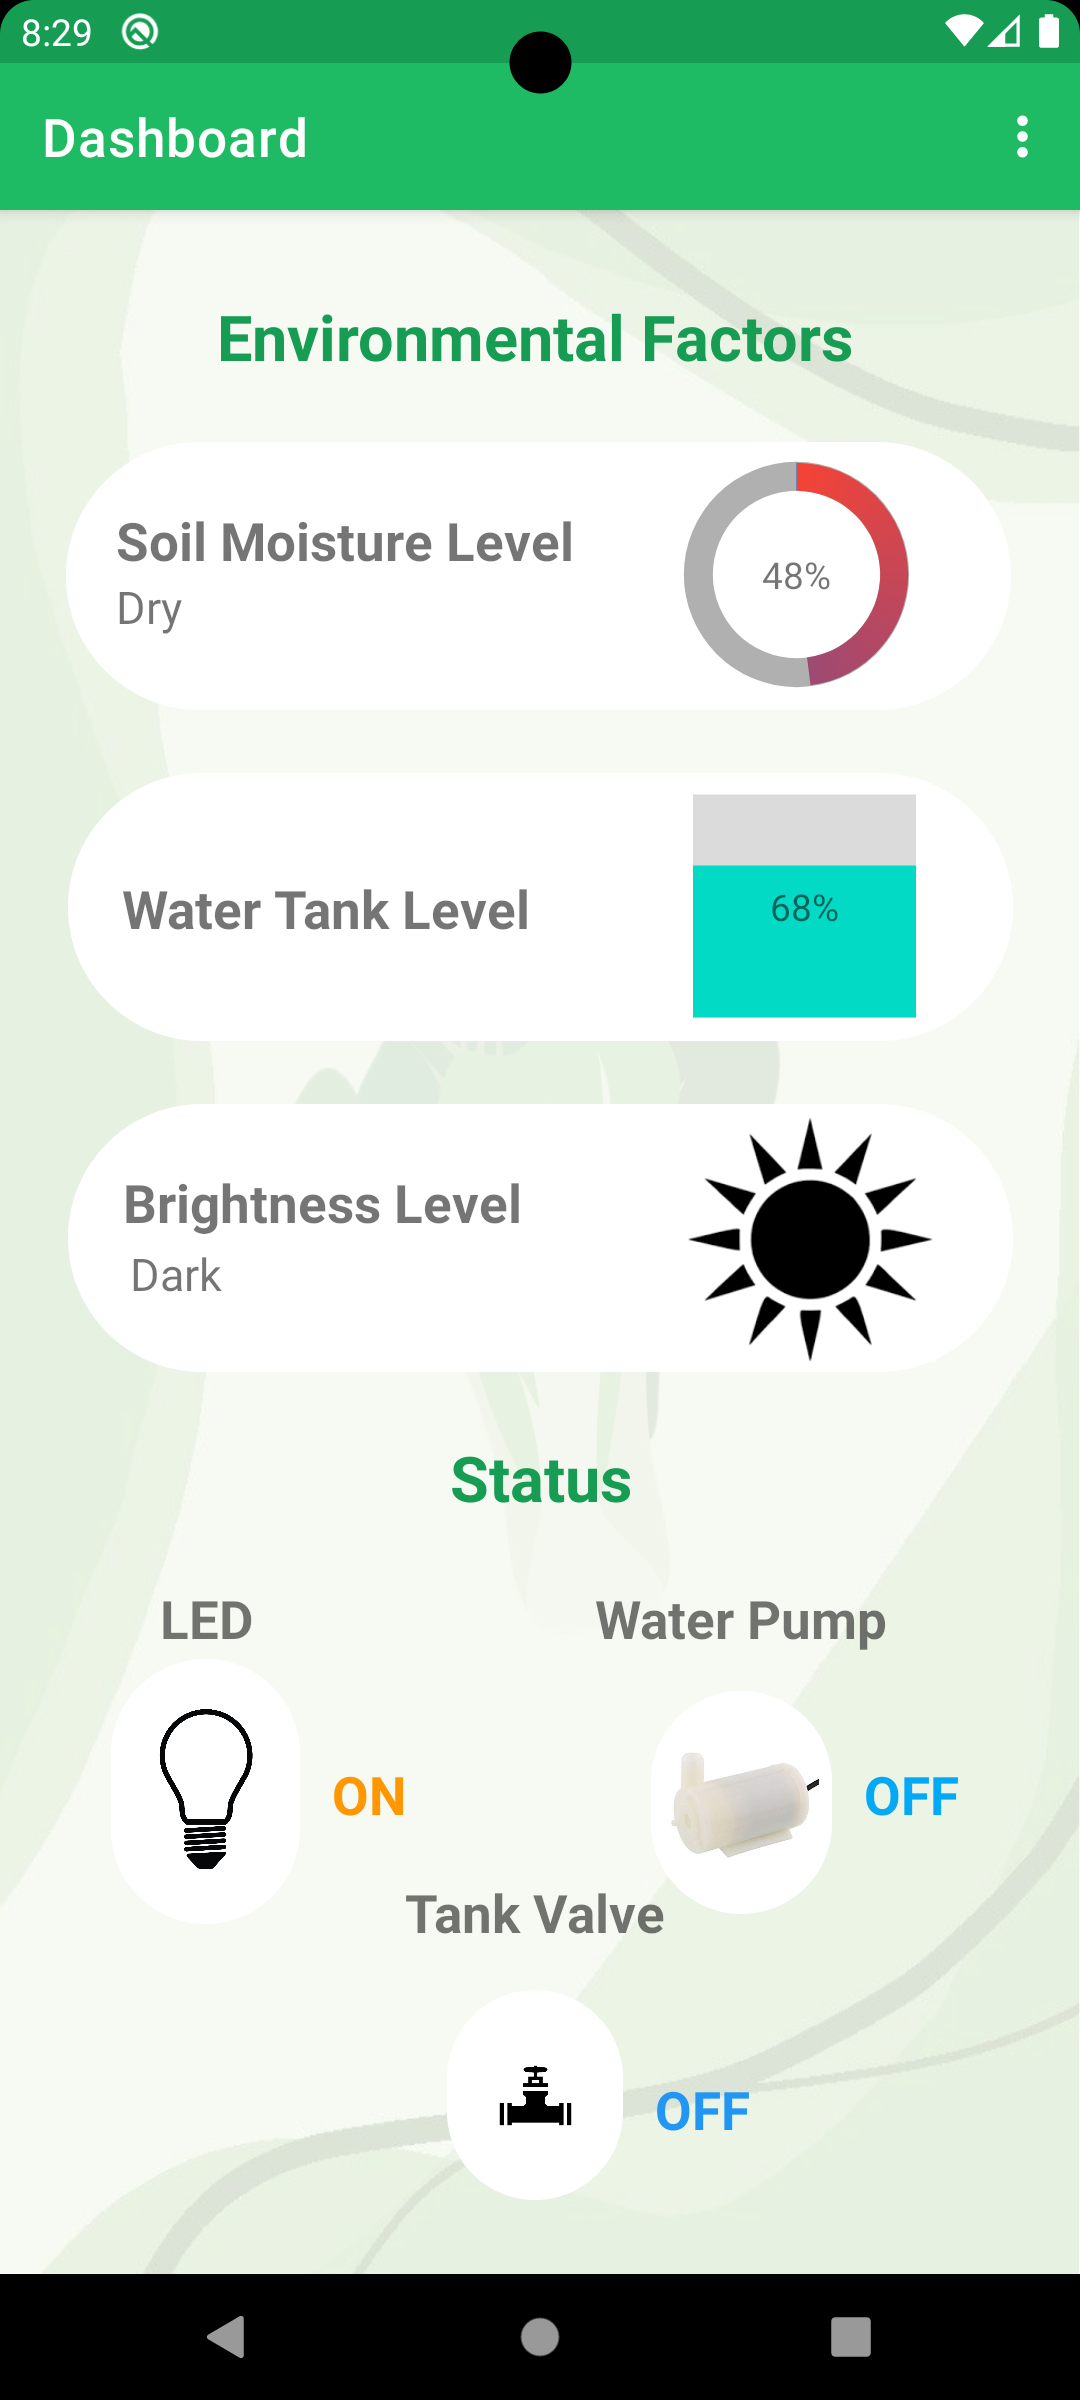 8:29
Dashboard
Environmental Factors
Soil Moisture Level
Dry
48%
Water Tank Level
68%
Brightness Level
Dark
Status
LED
Water Pump
ON
OFF
Tank Valve
OFF